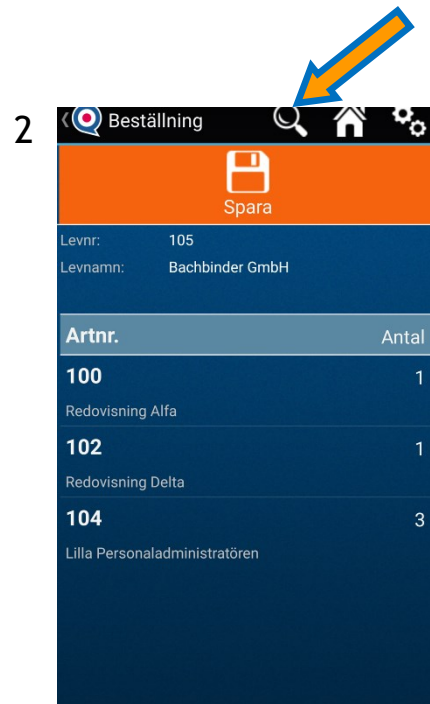 2
Beställning
Spara
Levnr: 105
Levnamn: Bachbinder GmbH
Artnr. Antal
100 1
Redovisning Alfa
102 1
Redovisning Delta
104 3
Lilla Personaladministratören